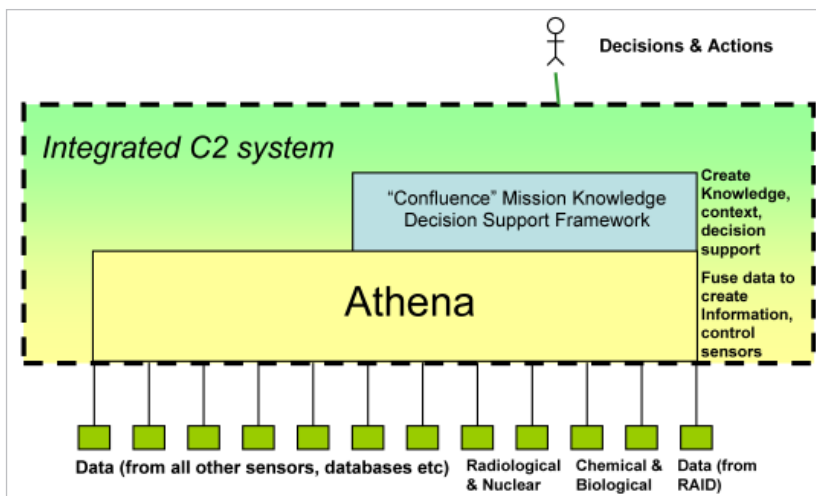 Decisions & Actions
Integrated C2 system
“Confluence” Mission Knowledge
Decision Support Framework
Create
Knowledge,
context,
decision
support
Athena
Fuse data to
create
Information,
control
sensors
Data (from all other sensors, databases etc)
Radiological
& Nuclear
Chemical &
Biological
Data (from
RAID)